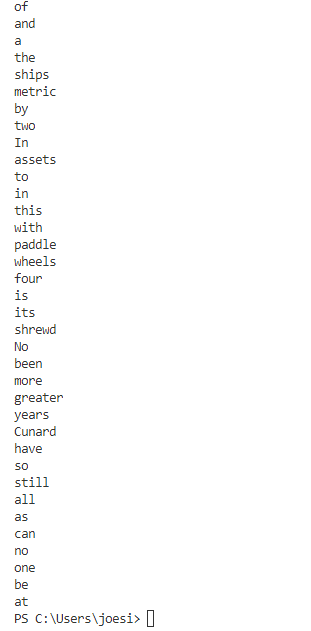 of
and
a
the
ships
metric
by
two
In
assets
to
in
this
with
paddle
wheels
four
is
its
shrewd
No
been
more
greater
years
Cunard
have
so
still
all
as
can
no
one
be
at
PS C:\Users\joesi>